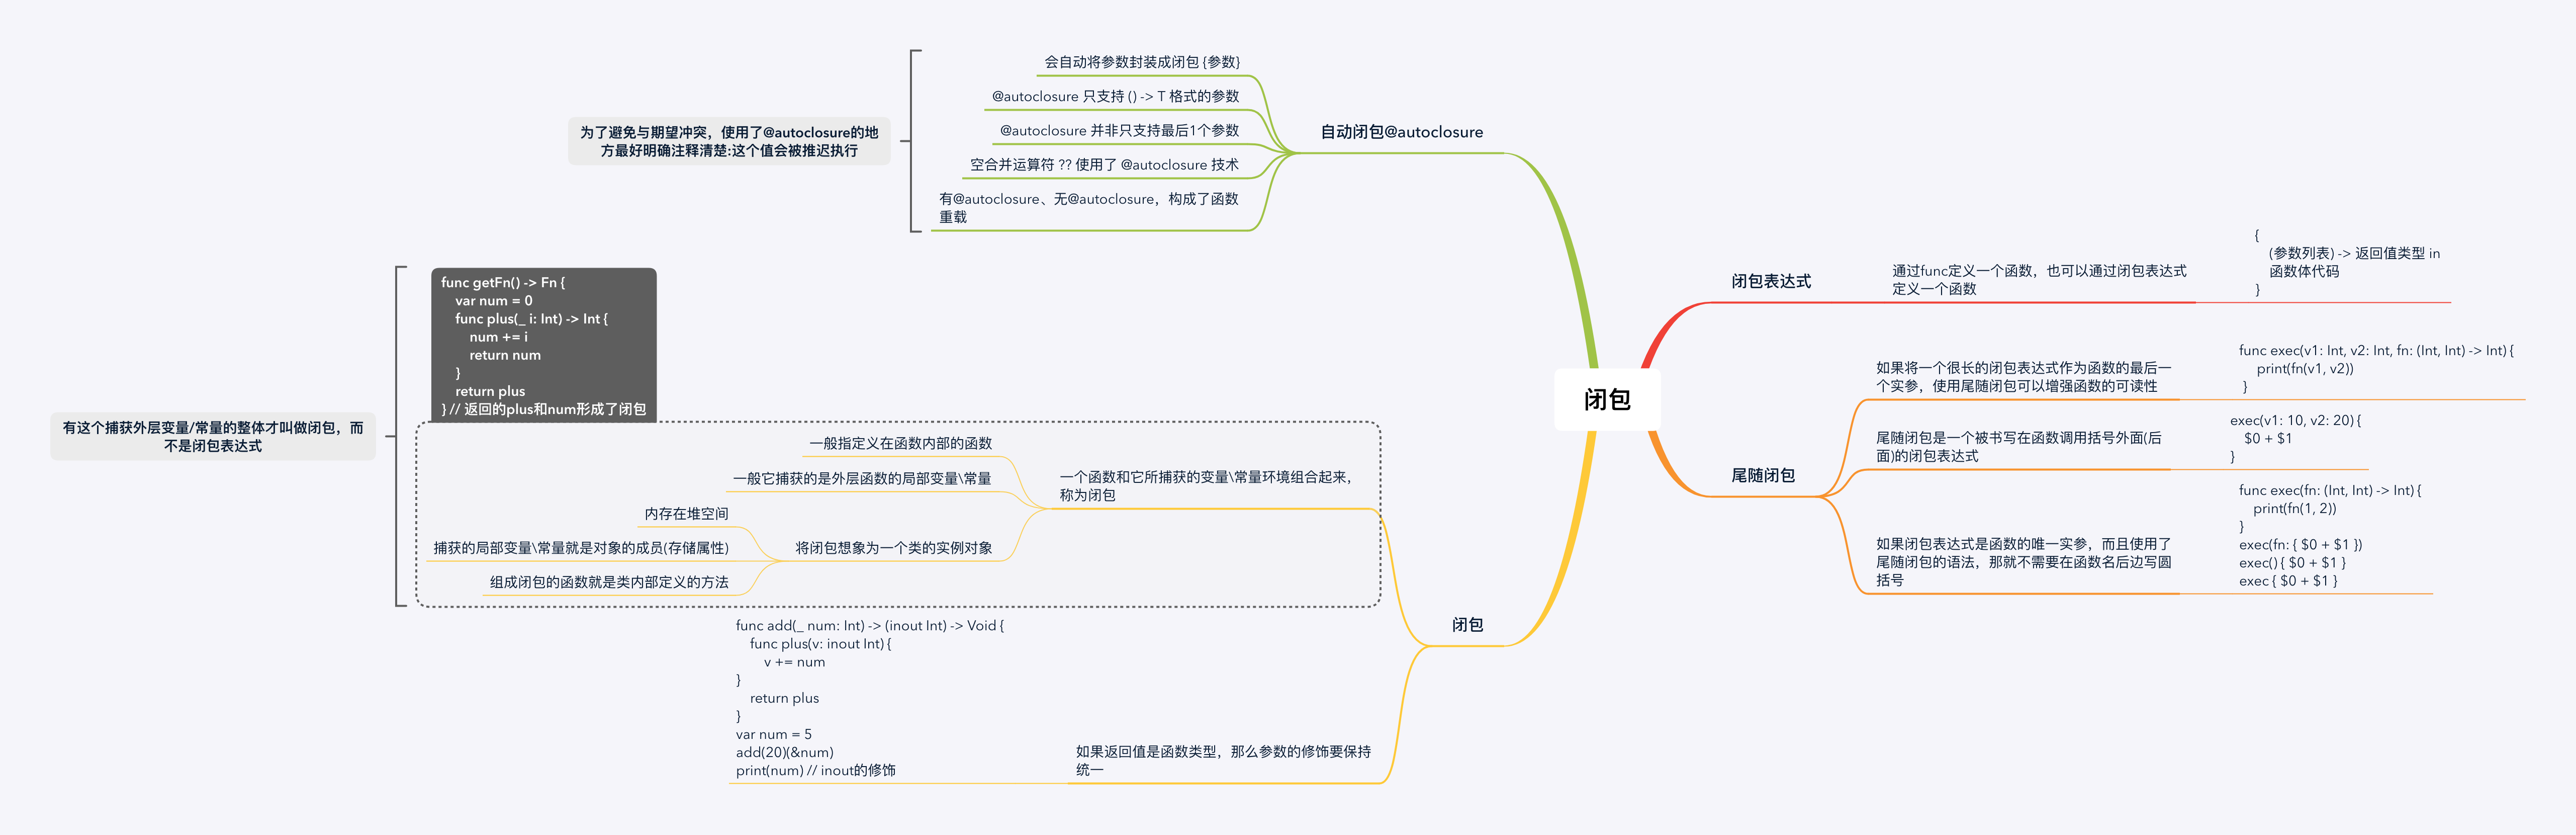 闭包
闭包表达式
通过func定义一个函数，也可以通过闭包表达式
定义一个函数
{
(参数列表) -> 返回值类型 in
函数体代码
}
尾随闭包
如果将一个很长的闭包表达式作为函数的最后一
个实参，使用尾随闭包可以增强函数的可读性
func exec(v1: Int, v2: Int, fn: (Int, Int) -> Int) {
print(fn(v1, v2))
}
尾随闭包是一个被书写在函数调用括号外面(后
面)的闭包表达式
exec(v1: 10, v2: 20) {
$0 + $1
}
如果闭包表达式是函数的唯一实参，而且使用了
尾随闭包的语法，那就不需要在函数名后边写圆
括号
func exec(fn: (Int, Int) -> Int) {
print(fn(1, 2))
}
exec(fn: { $0 + $1 })
exec() { $0 + $1 }
exec { $0 + $1 }
闭包
一个函数和它所捕获的变量\常量环境组合起来，
称为闭包
一般指定义在函数内部的函数
一般它捕获的是外层函数的局部变量\常量
将闭包想象为一个类的实例对象
内存在堆空间
捕获的局部变量\常量就是对象的成员(存储属性)
组成闭包的函数就是类内部定义的方法
func getFn() -> Fn {
var num = 0
func plus(_ i: Int) -> Int {
num += i
return num
}
return plus
} // 返回的plus和num形成了闭包
有这个捕获外层变量/常量的整体才叫做闭包，而
不是闭包表达式
如果返回值是函数类型，那么参数的修饰要保持
统一
func add(_ num: Int) -> (inout Int) -> Void {
func plus(v: inout Int) {
v += num
}
return plus
}
var num = 5
add(20)(&num)
print(num) // inout的修饰
自动闭包@autoclosure
会自动将参数封装成闭包 {参数}
@autoclosure 只支持 () -> T 格式的参数
@autoclosure 并非只支持最后1个参数
空合并运算符 ?? 使用了 @autoclosure 技术
有@autoclosure、无@autoclosure，构成了函数
重载
为了避免与期望冲突，使用了@autoclosure的地
方最好明确注释清楚:这个值会被推迟执行